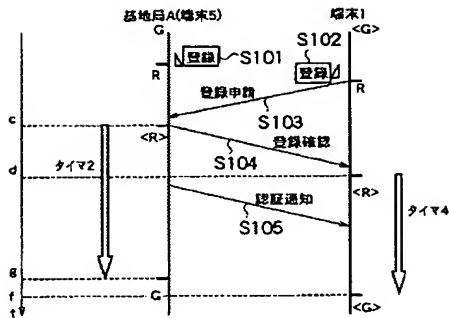 基地局A(端末5) 端末1
G <G>
登録 S101 S102 登録
R R
登録申請
S103
c
<R> 登録確認
S104
タイマ2
d
<R>
認証通知 タイマ4
S105
g
f G <G>
t